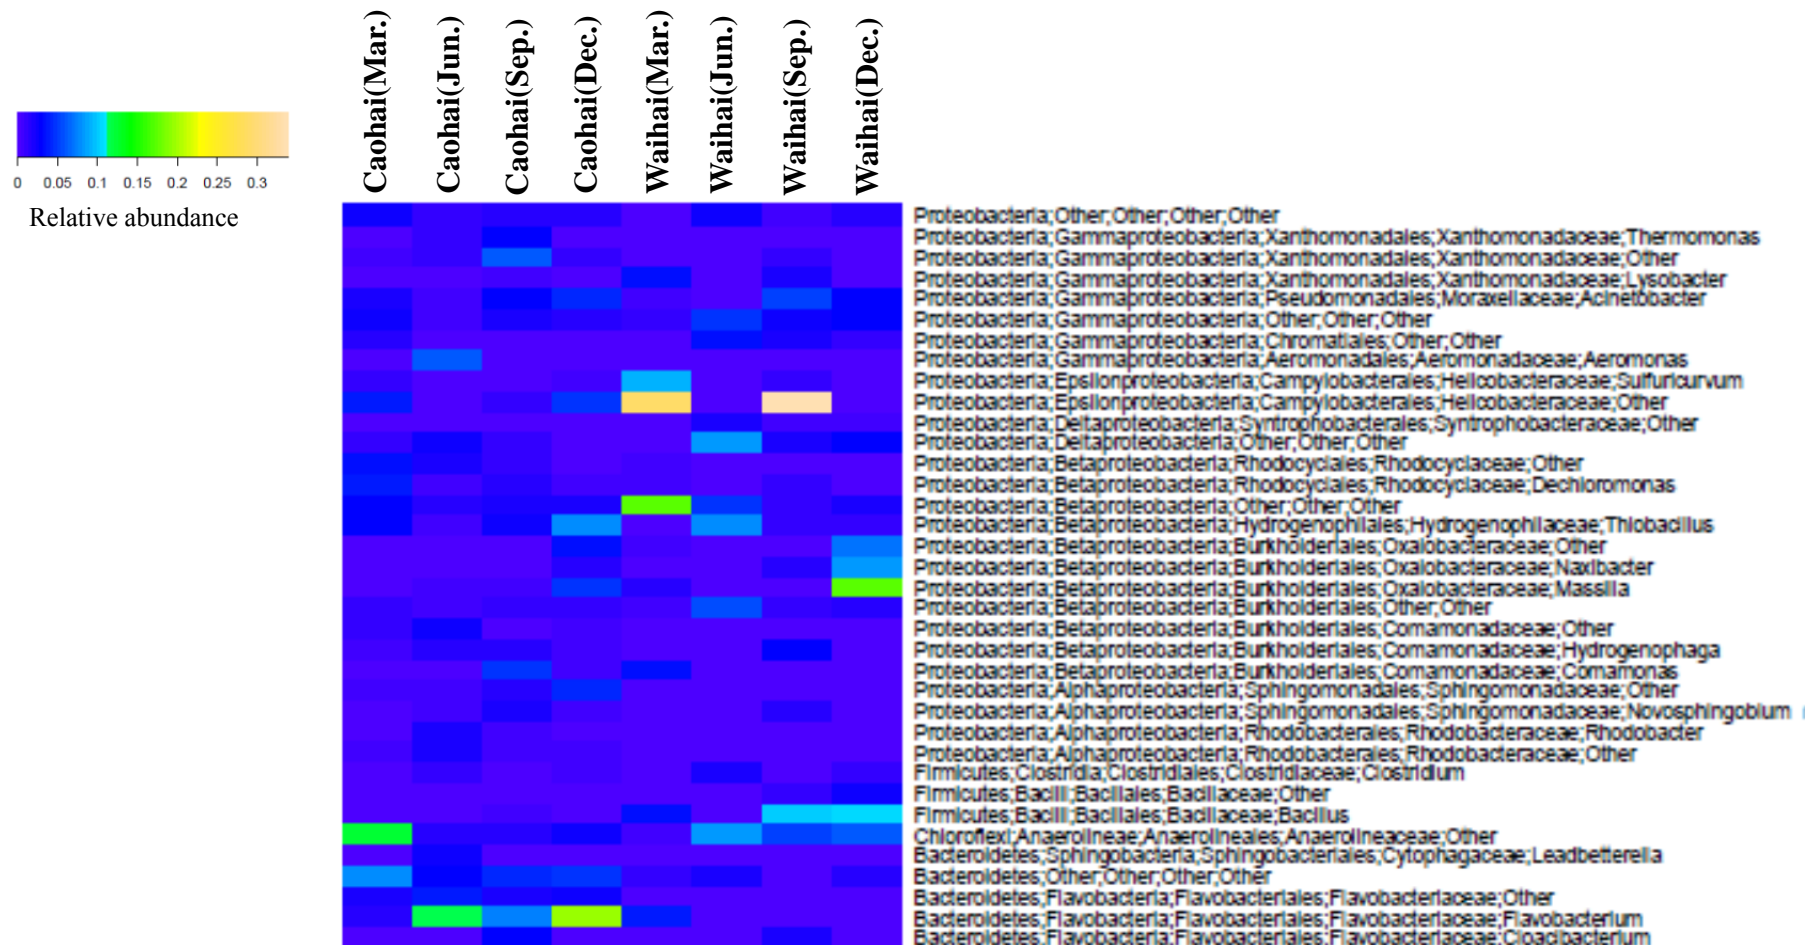 Caohai(Mar.)
Caohai(Jun.)
Caohai(Sep.)
Caohai(Dec.)
Waihai(Mar.)
Waihai(Jun.)
Waihai(Sep.)
Waihai(Dec.)
0 0.05 0.1 0.15 0.2 0.25 0.3
Relative abundance
Proteobacteria;Other;Other;Other;Other
Proteobacteria;Gammaproteobacteria;Xanthomonadales;Xanthomonadaceae;Thermomonas
Proteobacteria;Gammaproteobacteria;Xanthomonadales;Xanthomonadaceae;Other
Proteobacteria;Gammaproteobacteria;Xanthomonadales;Xanthomonadaceae;Lysobacter
Proteobacteria;Gammaproteobacteria;Pseudomonadales;Moraxellaceae;Acinetobacter
Proteobacteria;Gammaproteobacteria;Other;Other;Other
Proteobacteria;Gammaproteobacteria;Chromatiales;Other;Other
Proteobacteria;Gammaproteobacteria;Aeromonadales;Aeromonadaceae;Aeromonas
Proteobacteria;Epsilonproteobacteria;Campylobacterales;Helicobacteraceae;Sulfuricurvum
Proteobacteria;Epsilonproteobacteria;Campylobacterales;Helicobacteraceae;Other
Proteobacteria;Deltaproteobacteria;Syntrophobacterales;Syntrophobacteraceae;Other
Proteobacteria;Deltaproteobacteria;Other;Other;Other
Proteobacteria;Betaproteobacteria;Rhodocyclales;Rhodocyclaceae;Other
Proteobacteria;Betaproteobacteria;Rhodocyclales;Rhodocyclaceae;Dechloromonas
Proteobacteria;Betaproteobacteria;Other;Other;Other
Proteobacteria;Betaproteobacteria;Hydrogenophilales;Hydrogenophilaceae;Thiobacillus
Proteobacteria;Betaproteobacteria;Burkholderiales;Oxalobacteraceae;Other
Proteobacteria;Betaproteobacteria;Burkholderiales;Oxalobacteraceae;Naxibacter
Proteobacteria;Betaproteobacteria;Burkholderiales;Oxalobacteraceae;Massilia
Proteobacteria;Betaproteobacteria;Burkholderiales;Other;Other
Proteobacteria;Betaproteobacteria;Burkholderiales;Comamonadaceae;Other
Proteobacteria;Betaproteobacteria;Burkholderiales;Comamonadaceae;Hydrogenophaga
Proteobacteria;Betaproteobacteria;Burkholderiales;Comamonadaceae;Comamonas
Proteobacteria;Alphaproteobacteria;Sphingomonadales;Sphingomonadaceae;Other
Proteobacteria;Alphaproteobacteria;Sphingomonadales;Sphingomonadaceae;Novosphingobium
Proteobacteria;Alphaproteobacteria;Rhodobacterales;Rhodobacteraceae;Rhodobacter
Proteobacteria;Alphaproteobacteria;Rhodobacterales;Rhodobacteraceae;Other
Firmicutes;Clostridia;Clostridiales;Clostridiaceae;Clostridium
Firmicutes;Bacilli;Bacillales;Bacillaceae;Other
Firmicutes;Bacilli;Bacillales;Bacillaceae;Bacillus
Chloroflexi;Anaerolineae;Anaerolineales;Anaerolineaceae;Other
Bacteroidetes;Sphingobacteria;Sphingobacteriales;Cytophagaceae;Leadbetterella
Bacteroidetes;Other;Other;Other;Other
Bacteroidetes;Flavobacteria;Flavobacteriales;Flavobacteriaceae;Other
Bacteroidetes;Flavobacteria;Flavobacteriales;Flavobacteriaceae;Flavobacterium
Bacteroidetes;Flavobacteria;Flavobacteriales;Flavobacteriaceae;Cloacibacterium